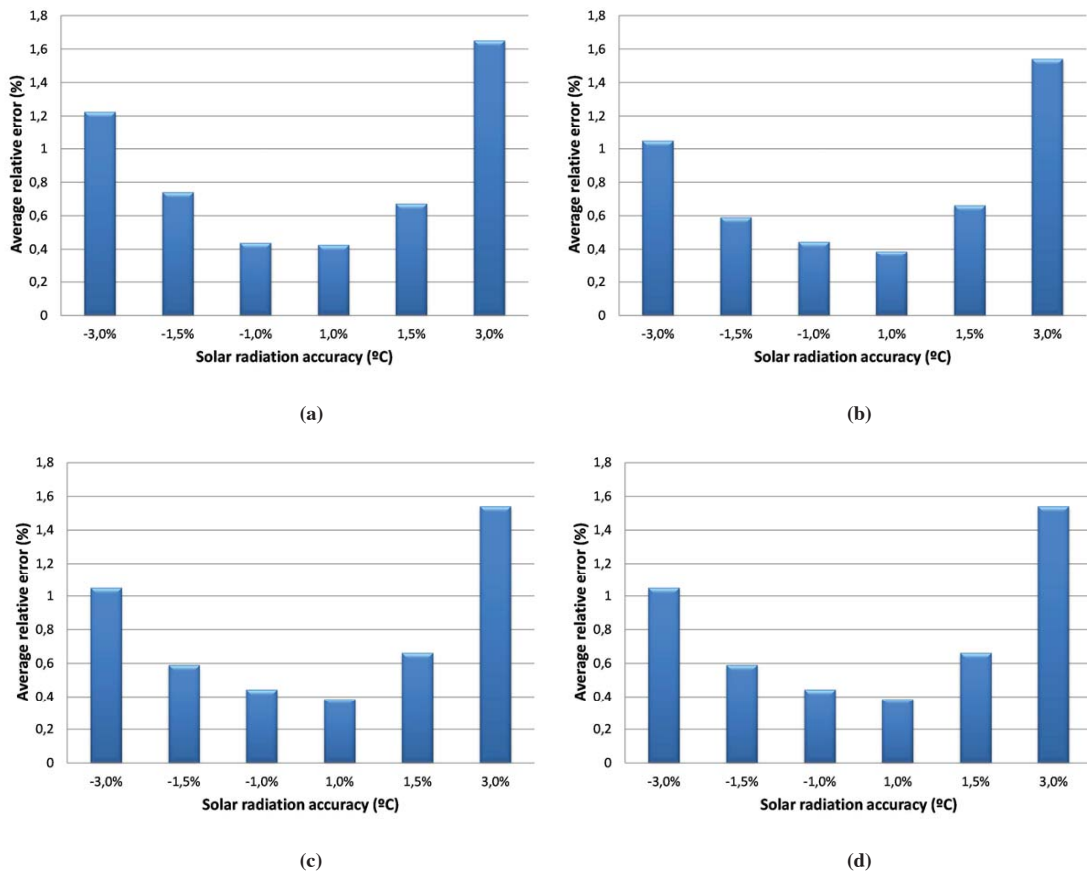 1,8
1,6
1,4
1,2
1
0,8
0,6
0,4
0,2
0
Average relative error (%)
-3,0% -1,5% -1,0% 1,0% 1,5% 3,0%
Solar radiation accuracy (ºC)
(a)
1,8
1,6
1,4
1,2
1
0,8
0,6
0,4
0,2
0
Average relative error (%)
-3,0% -1,5% -1,0% 1,0% 1,5% 3,0%
Solar radiation accuracy (ºC)
(b)
1,8
1,6
1,4
1,2
1
0,8
0,6
0,4
0,2
0
Average relative error (%)
-3,0% -1,5% -1,0% 1,0% 1,5% 3,0%
Solar radiation accuracy (ºC)
(c)
1,8
1,6
1,4
1,2
1
0,8
0,6
0,4
0,2
0
Average relative error (%)
-3,0% -1,5% -1,0% 1,0% 1,5% 3,0%
Solar radiation accuracy (ºC)
(d)